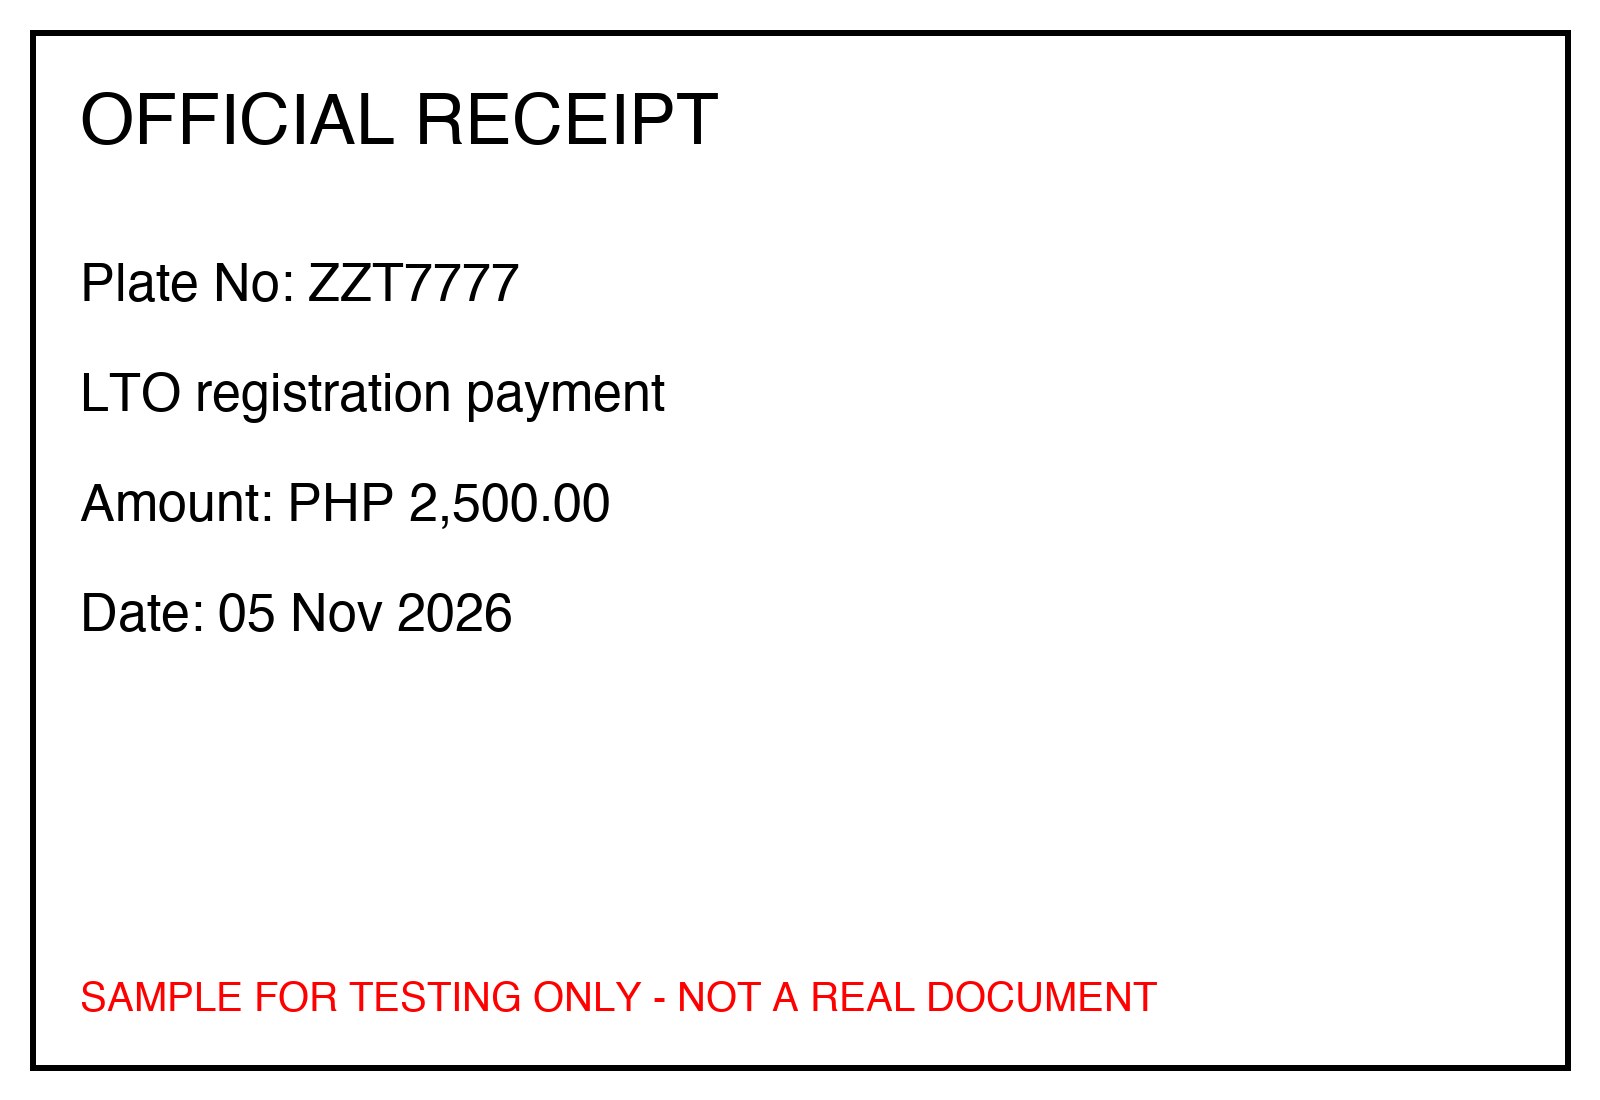 OFFICIAL RECEIPT
Plate No: ZZT7777
LTO registration payment
Amount: PHP 2,500.00
Date: 05 Nov 2026
SAMPLE FOR TESTING ONLY - NOT A REAL DOCUMENT